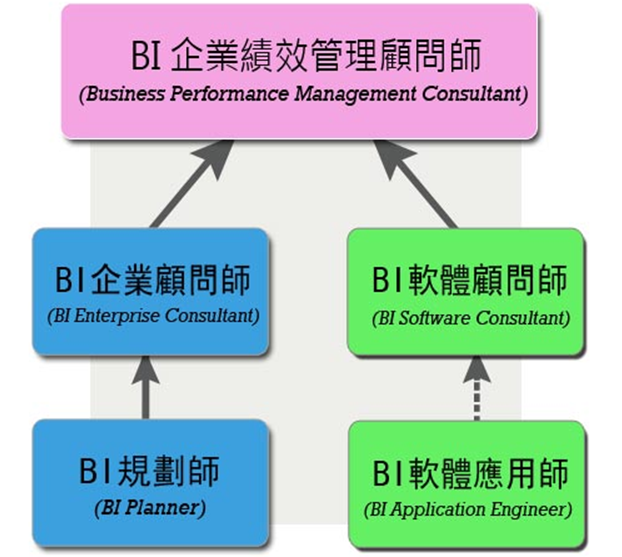 BI 企業績效管理顧問師
(Business Performance Management Consultant)
BI企業顧問師
(BI Enterprise Consultant)
BI軟體顧問師
(BI Software Consultant)
BI規劃師
(BI Planner)
BI軟體應用師
(BI Application Engineer)